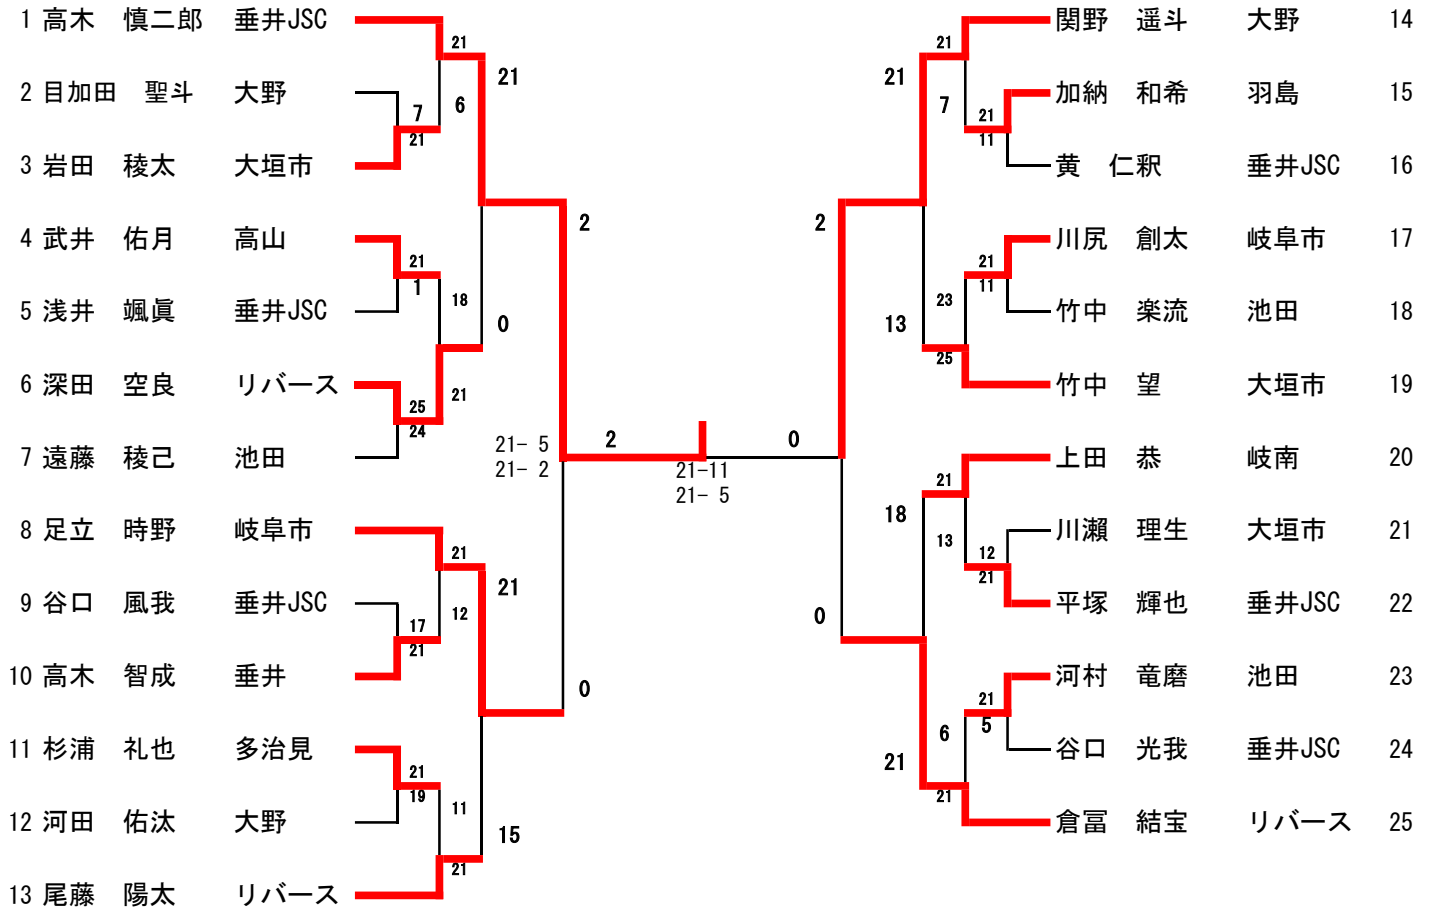 1 高木　慎二郎　垂井JSC
2 目加田　聖斗　大野
3 岩田　稜太　大垣市
4 武井　佑月　高山
5 浅井　颯眞　垂井JSC
6 深田　空良　リバース
7 遠藤　稜己　池田
8 足立　時野　岐阜市
9 谷口　風我　垂井JSC
10 高木　智成　垂井
11 杉浦　礼也　多治見
12 河田　佑汰　大野
13 尾藤　陽太　リバース
21
6
7
21
21
21
1
18
0
25
24
21
2
21- 5
21- 2
21
12
17
21
21
0
21
19
11
21
15
2
0
21-11
21- 5
2
21
21
7
21
11
13
23
21
11
25
0
18
21
13
12
21
21
6
21
5
21
関野　遥斗　大野　14
加納　和希　羽島　15
黄　仁釈　垂井JSC　16
川尻　創太　岐阜市　17
竹中　楽流　池田　18
竹中　望　大垣市　19
上田　恭　岐南　20
川瀬　理生　大垣市　21
平塚　輝也　垂井JSC　22
河村　竜磨　池田　23
谷口　光我　垂井JSC　24
倉冨　結宝　リバース　25